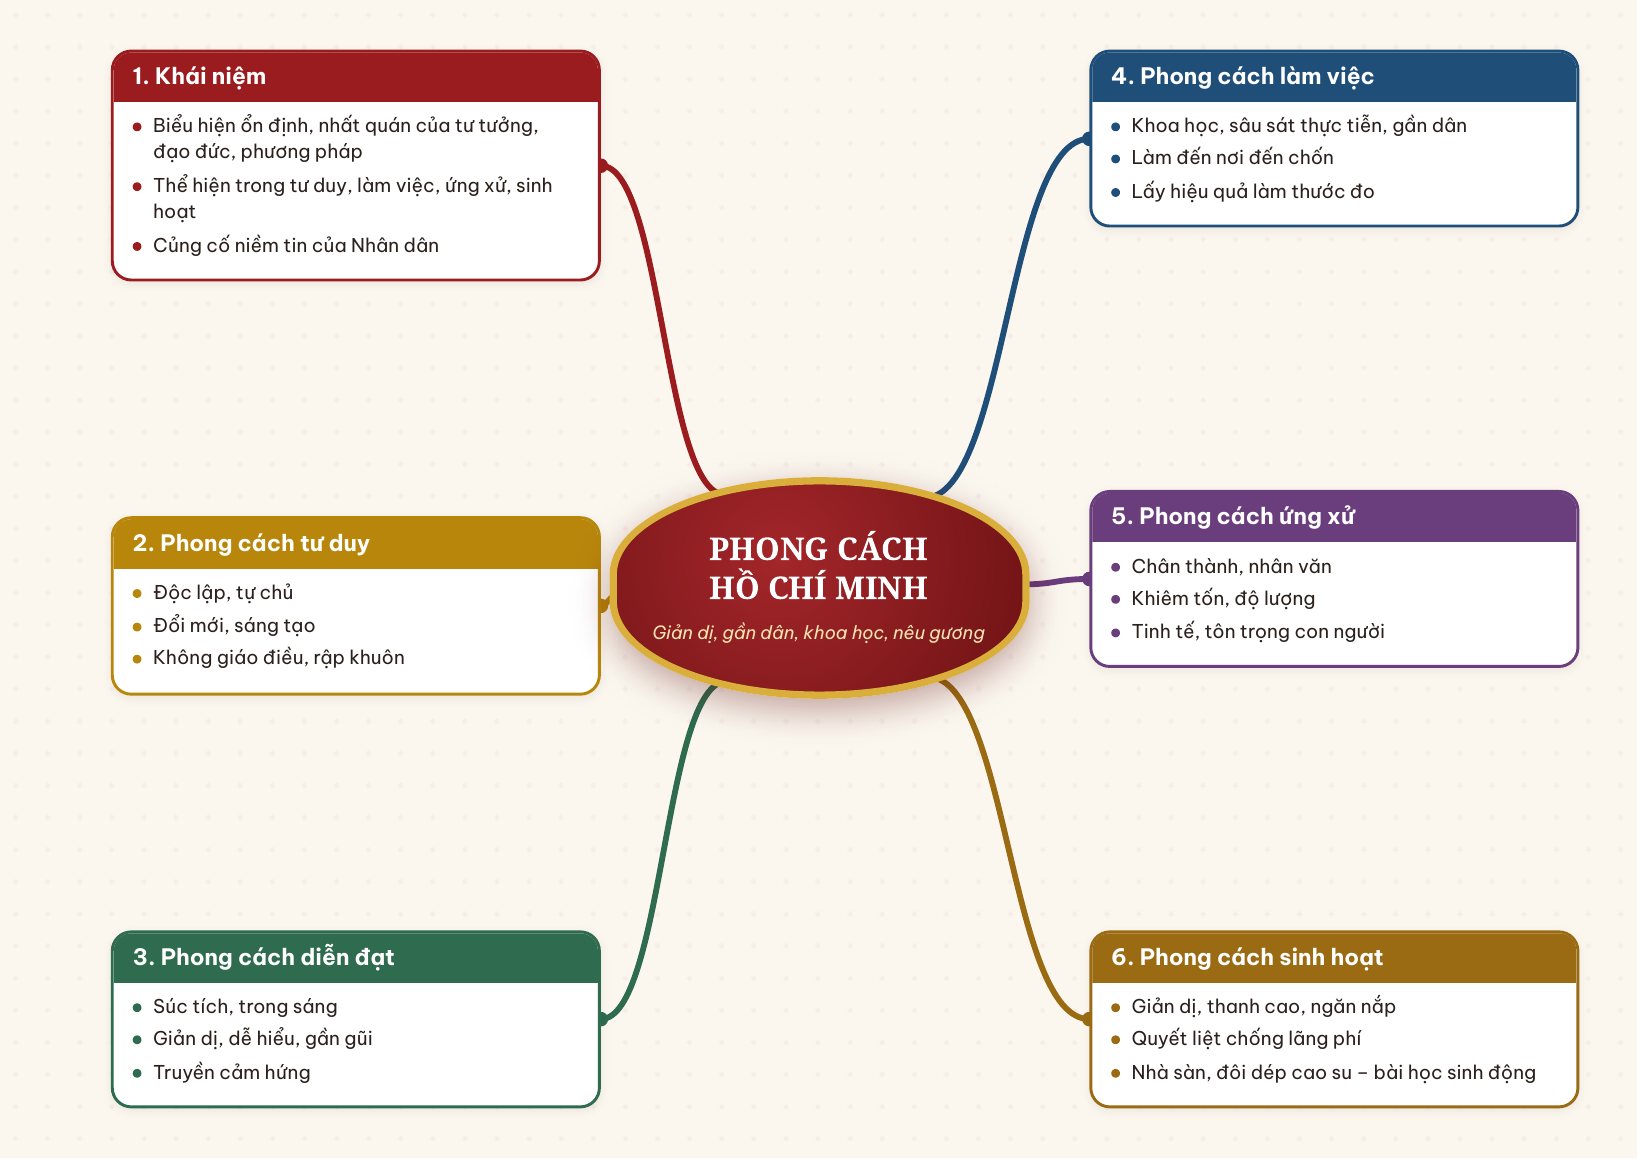 1. Khái niệm
Biểu hiện ổn định, nhất quán của tư tưởng,
đạo đức, phương pháp
Thể hiện trong tư duy, làm việc, ứng xử, sinh
hoạt
Củng cố niềm tin của Nhân dân
2. Phong cách tư duy
Độc lập, tự chủ
Đổi mới, sáng tạo
Không giáo điều, rập khuôn
3. Phong cách diễn đạt
Súc tích, trong sáng
Giản dị, dễ hiểu, gần gũi
Truyền cảm hứng
PHONG CÁCH
HỒ CHÍ MINH
Giản dị, gần dân, khoa học, nêu gương
4. Phong cách làm việc
Khoa học, sâu sát thực tiễn, gần dân
Làm đến nơi đến chốn
Lấy hiệu quả làm thước đo
5. Phong cách ứng xử
Chân thành, nhân văn
Khiêm tốn, độ lượng
Tinh tế, tôn trọng con người
6. Phong cách sinh hoạt
Giản dị, thanh cao, ngăn nắp
Quyết liệt chống lãng phí
Nhà sàn, đôi dép cao su – bài học sinh động